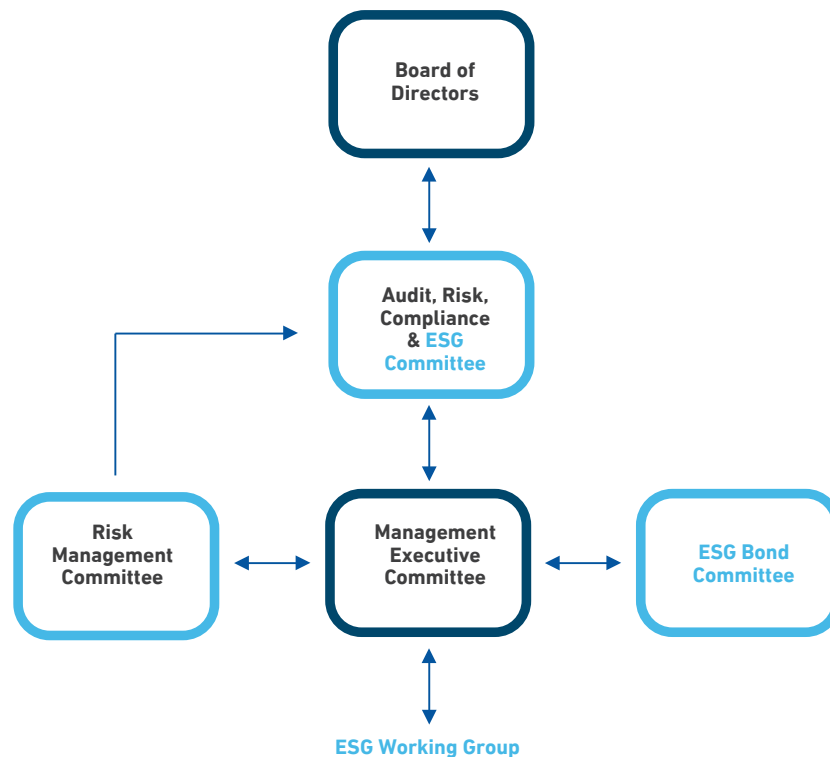 Board of
Directors
Audit, Risk,
Compliance
& ESG
Committee
Risk
Management
Committee
Management
Executive
Committee
ESG Bond
Committee
ESG Working Group